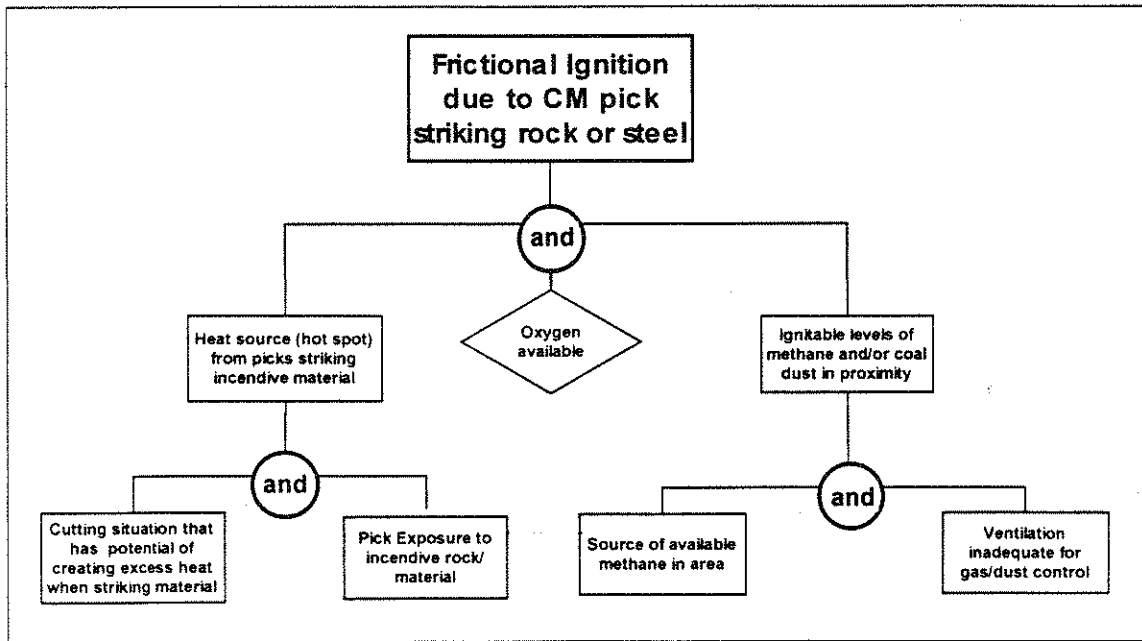 Frictional Ignition
due to CM pick
striking rock or steel
and
Heat source (hot spot)
from picks striking
incendive material
Oxygen
available
Ignitable levels of
methane and/or coal
dust in proximity
and
and
Cutting situation that
has potential of
creating excess heat
when striking material
Pick Exposure to
incendive rock/
material
Source of available
methane in area
Ventilation
inadequate for
gas/dust control